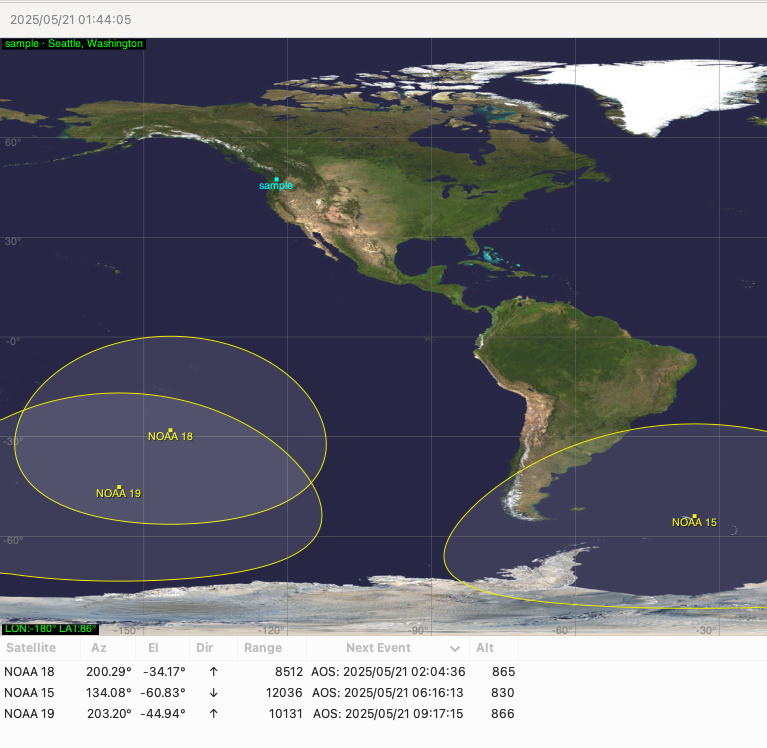 2025/05/21 01:44:05
sample · Seattle, Washington
60°
sample
30°
-0°
NOAA 18
-30°
NOAA 19
NOAA 15
-60°
LON:-180° LAT:86°
-150°
-120°
-90°
-60°
-30°
Satellite Az El Dir Range Next Event Alt
NOAA 18 200.29° -34.17° ↑ 8512 AOS: 2025/05/21 02:04:36 865
NOAA 15 134.08° -60.83° ↓ 12036 AOS: 2025/05/21 06:16:13 830
NOAA 19 203.20° -44.94° ↑ 10131 AOS: 2025/05/21 09:17:15 866